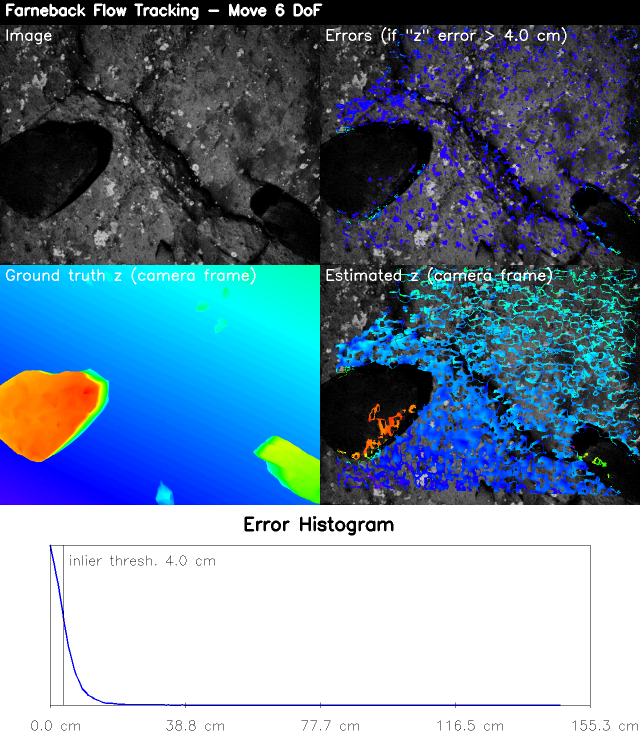 Farneback Flow Tracking - Move 6 DoF
Image
Errors (if "z" error > 4.0 cm)
Ground truth z (camera frame)
Estimated z (camera frame)
Error Histogram
inlier thresh. 4.0 cm
0.0 cm
38.8 cm
77.7 cm
116.5 cm
155.3 cm